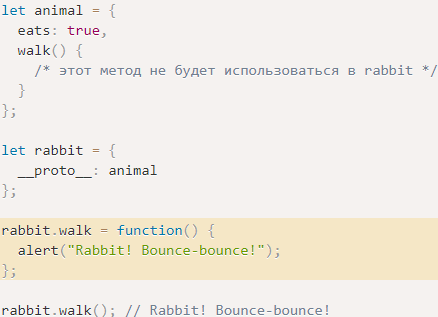 let animal = {
  eats: true,
  walk() {
    /* этот метод не будет использоваться в rabbit */
  }
};
let rabbit = {
  __proto__: animal
};
rabbit.walk = function() {
  alert("Rabbit! Bounce-bounce!");
};
rabbit.walk(); // Rabbit! Bounce-bounce!